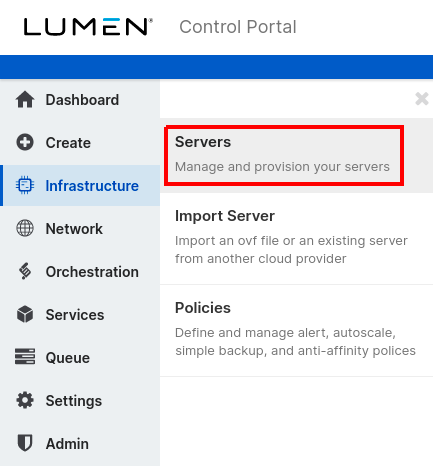 LUMEN® Control Portal
Dashboard
Create
Infrastructure
Network
Orchestration
Services
Queue
Settings
Admin
Servers
Manage and provision your servers
Import Server
Import an ovf file or an existing server
from another cloud provider
Policies
Define and manage alert, autoscale,
simple backup, and anti-affinity polices